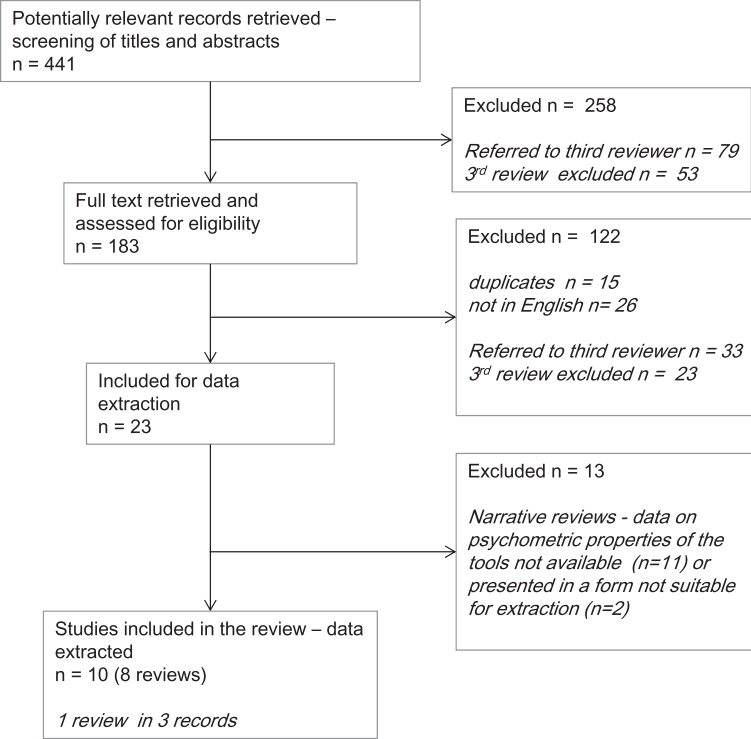 Potentially relevant records retrieved –
screening of titles and abstracts
n = 441
Excluded n = 258
Referred to third reviewer n = 79
3rd review excluded n = 53
Full text retrieved and
assessed for eligibility
n = 183
Excluded n = 122
duplicates n = 15
not in English n= 26
Referred to third reviewer n = 33
3rd review excluded n = 23
Included for data
extraction
n = 23
Excluded n = 13
Narrative reviews - data on
psychometric properties of the
tools not available (n=11) or
presented in a form not suitable
for extraction (n=2)
Studies included in the review – data
extracted
n = 10 (8 reviews)
1 review in 3 records